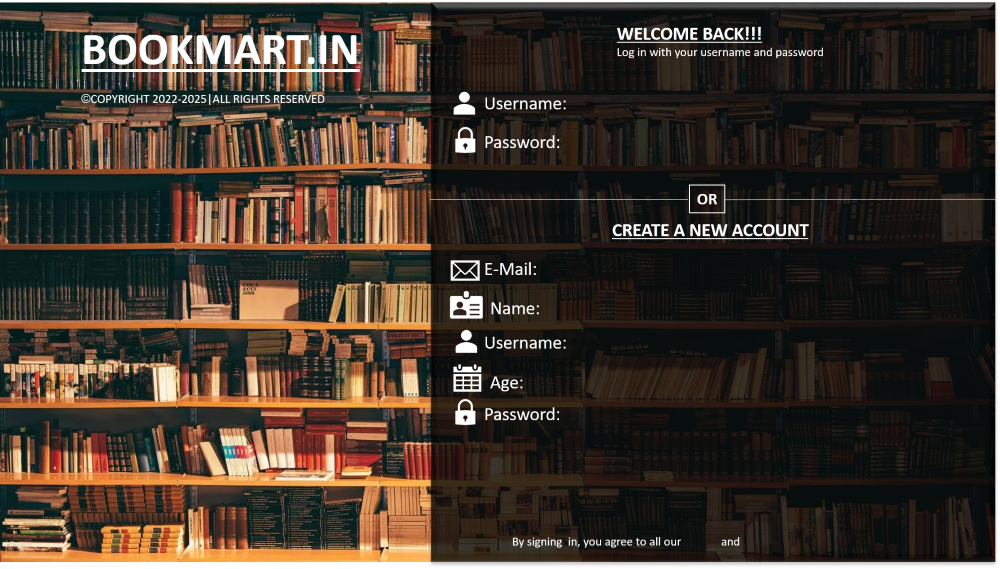 BOOKMART.IN
©COPYRIGHT 2022-2025|ALL RIGHTS RESERVED
WELCOME BACK!!!
Log in with your username and password
Username:
Password:
OR
CREATE A NEW ACCOUNT
E-Mail:
Name:
Username:
Age:
Password:
By signing  in, you agree to all our and